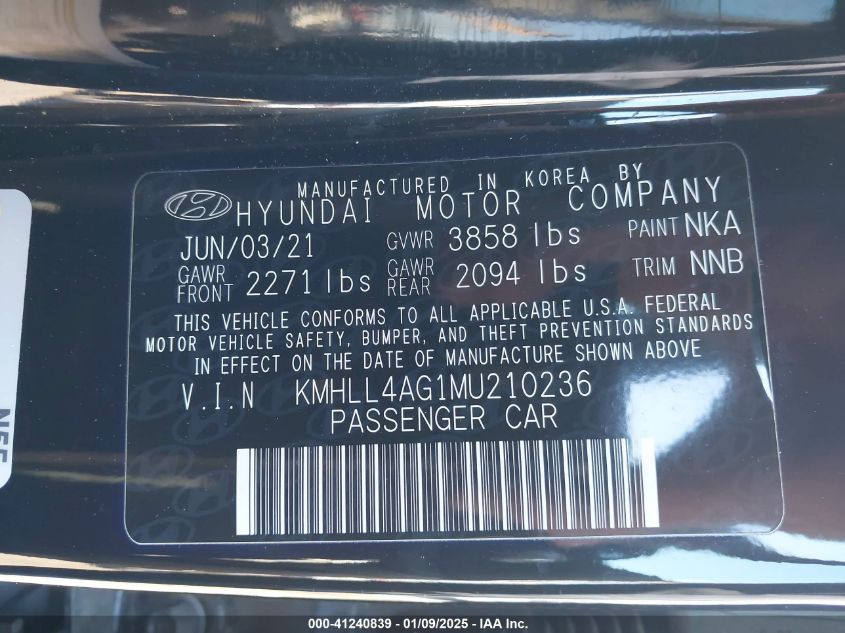 MANUFACTURED IN KOREA BY
HYUNDAI MOTOR COMPANY
JUN/03/21 GVWR 3858 lbs PAINT NKA
GAWR FRONT 2271 lbs GAWR REAR 2094 lbs TRIM NNB
THIS VEHICLE CONFORMS TO ALL APPLICABLE U.S.A. FEDERAL
MOTOR VEHICLE SAFETY, BUMPER, AND THEFT PREVENTION STANDARDS
IN EFFECT ON THE DATE OF MANUFACTURE SHOWN ABOVE
V.I.N KMHLL4AG1MU210236
PASSENGER CAR
000-41240839 - 01/09/2025 - IAA Inc.